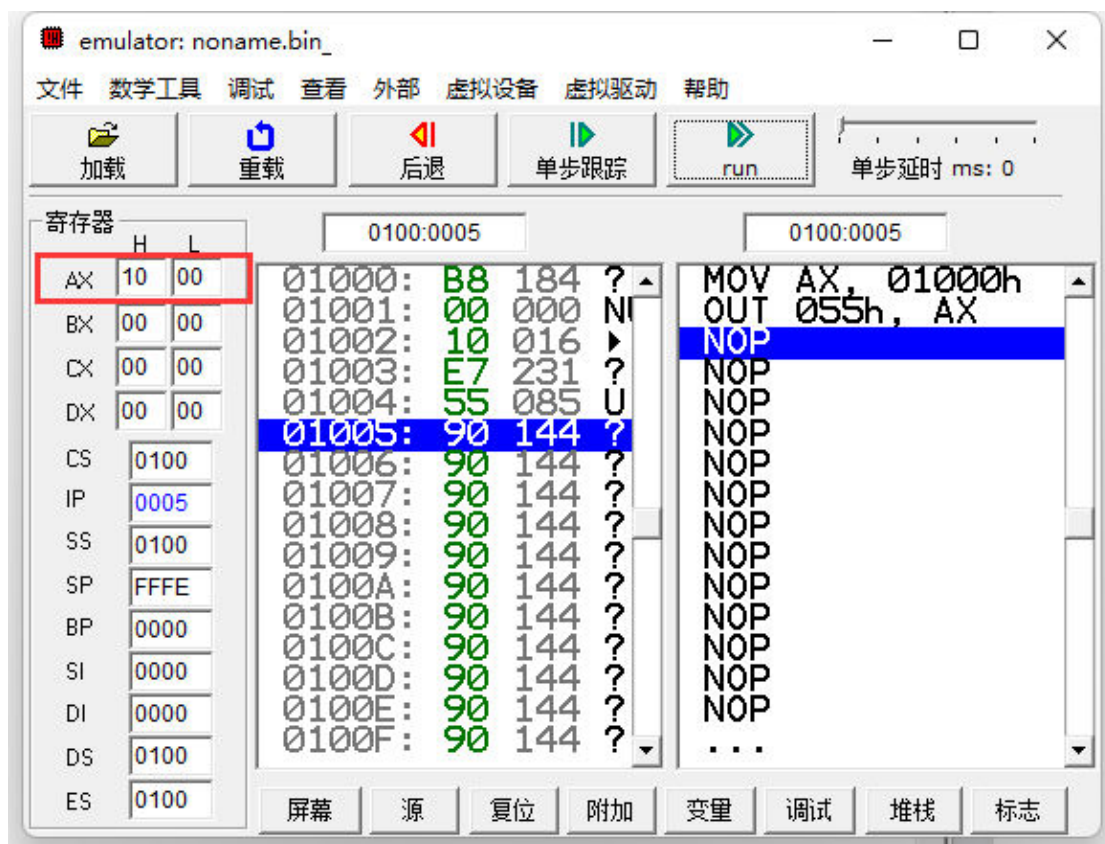 emulator: noname.bin_
文件 数学工具 调试 查看 外部 虚拟设备 虚拟驱动 帮助
加载 重载 后退 单步跟踪 run 单步延时 ms: 0
寄存器
H L
0100:0005 0100:0005
AX 10 00
BX 00 00
CX 00 00
DX 00 00
CS 0100
IP 0005
SS 0100
SP FFFE
BP 0000
SI 0000
DI 0000
DS 0100
ES 0100
01000: B8 184 ?
01001: 00 000 NU
01002: 10 016 ►
01003: E7 231 ?
01004: 55 085 U
01005: 90 144 ?
01006: 90 144 ?
01007: 90 144 ?
01008: 90 144 ?
01009: 90 144 ?
0100A: 90 144 ?
0100B: 90 144 ?
0100C: 90 144 ?
0100D: 90 144 ?
0100E: 90 144 ?
0100F: 90 144 ?
MOV AX, 01000h
OUT 055h, AX
NOP
NOP
NOP
NOP
NOP
NOP
NOP
NOP
NOP
NOP
NOP
NOP
NOP
...
屏幕 源 复位 附加 变量 调试 堆栈 标志